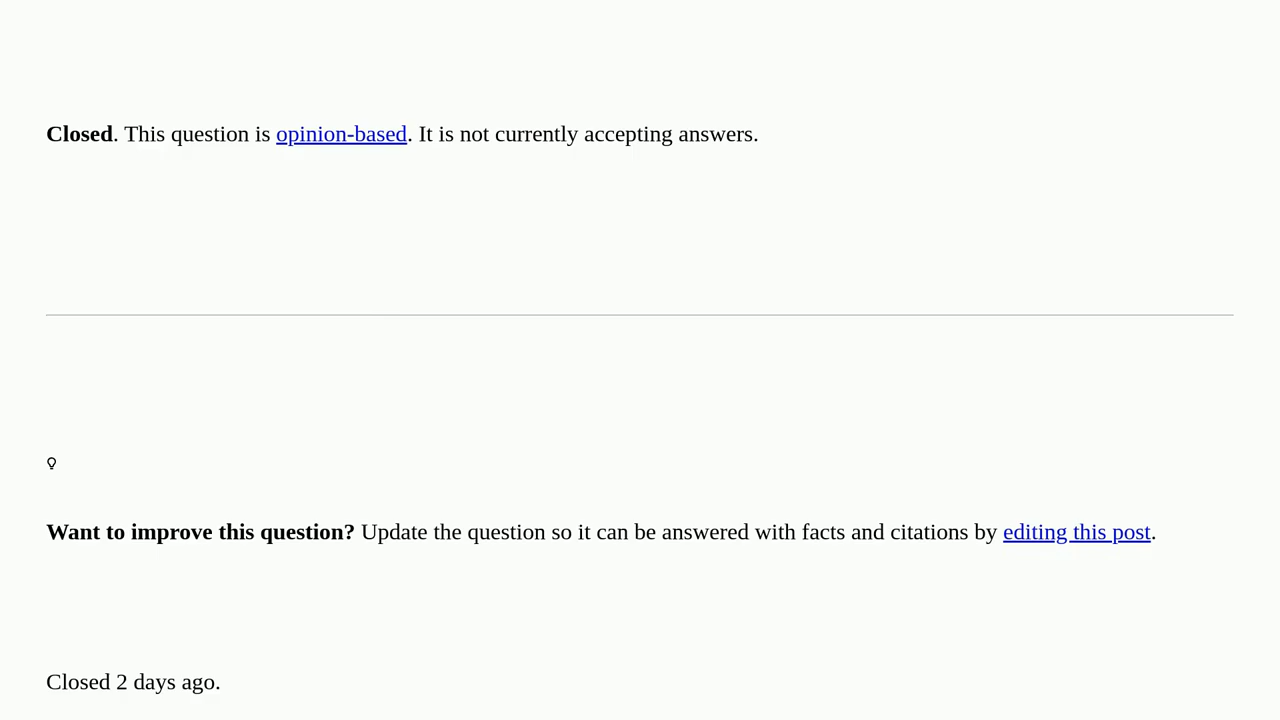 Closed. This question is opinion-based. It is not currently accepting answers.
Want to improve this question? Update the question so it can be answered with facts and citations by editing this post.
Closed 2 days ago.